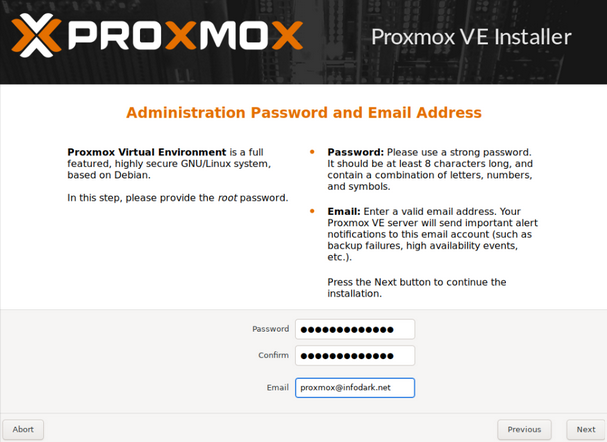 PROXMOX
Proxmox VE Installer
Administration Password and Email Address
Proxmox Virtual Environment is a full
featured, highly secure GNU/Linux system,
based on Debian.
In this step, please provide the root password.
Password: Please use a strong password.
It should be at least 8 characters long, and
contain a combination of letters, numbers,
and symbols.
Email: Enter a valid email address. Your
Proxmox VE server will send important alert
notifications to this email account (such as
backup failures, high availability events,
etc.).
Press the Next button to continue the
installation.
Password ●●●●●●●●●●●●●
Confirm ●●●●●●●●●●●●●
Email proxmox@infodark.net
Abort Previous Next